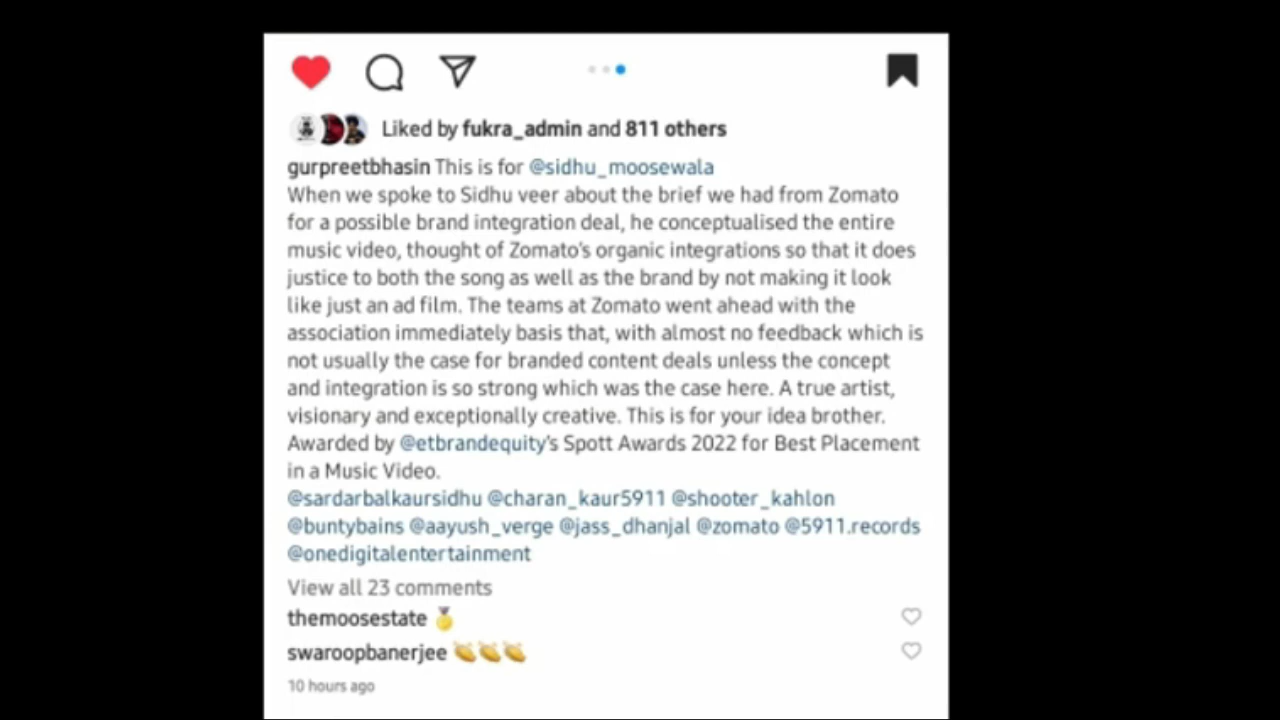 Liked by fukra_admin and 811 others
gurpreetbhasin This is for @sidhu_moosewala
When we spoke to Sidhu veer about the brief we had from Zomato
for a possible brand integration deal, he conceptualised the entire
music video, thought of Zomato's organic integrations so that it does
justice to both the song as well as the brand by not making it look
like just an ad film. The teams at Zomato went ahead with the
association immediately basis that, with almost no feedback which is
not usually the case for branded content deals unless the concept
and integration is so strong which was the case here. A true artist,
visionary and exceptionally creative. This is for your idea brother.
Awarded by @etbrandequity's Spott Awards 2022 for Best Placement
in a Music Video.
@sardarbalkaursidhu @charan_kaur5911 @shooter_kahlon
@buntybains @aayush_verge @jass_dhanjal @zomato @5911.records
@onedigitalentertainment
View all 23 comments
themoosestate 🏅
swaroopbanerjee 👏👏👏
10 hours ago